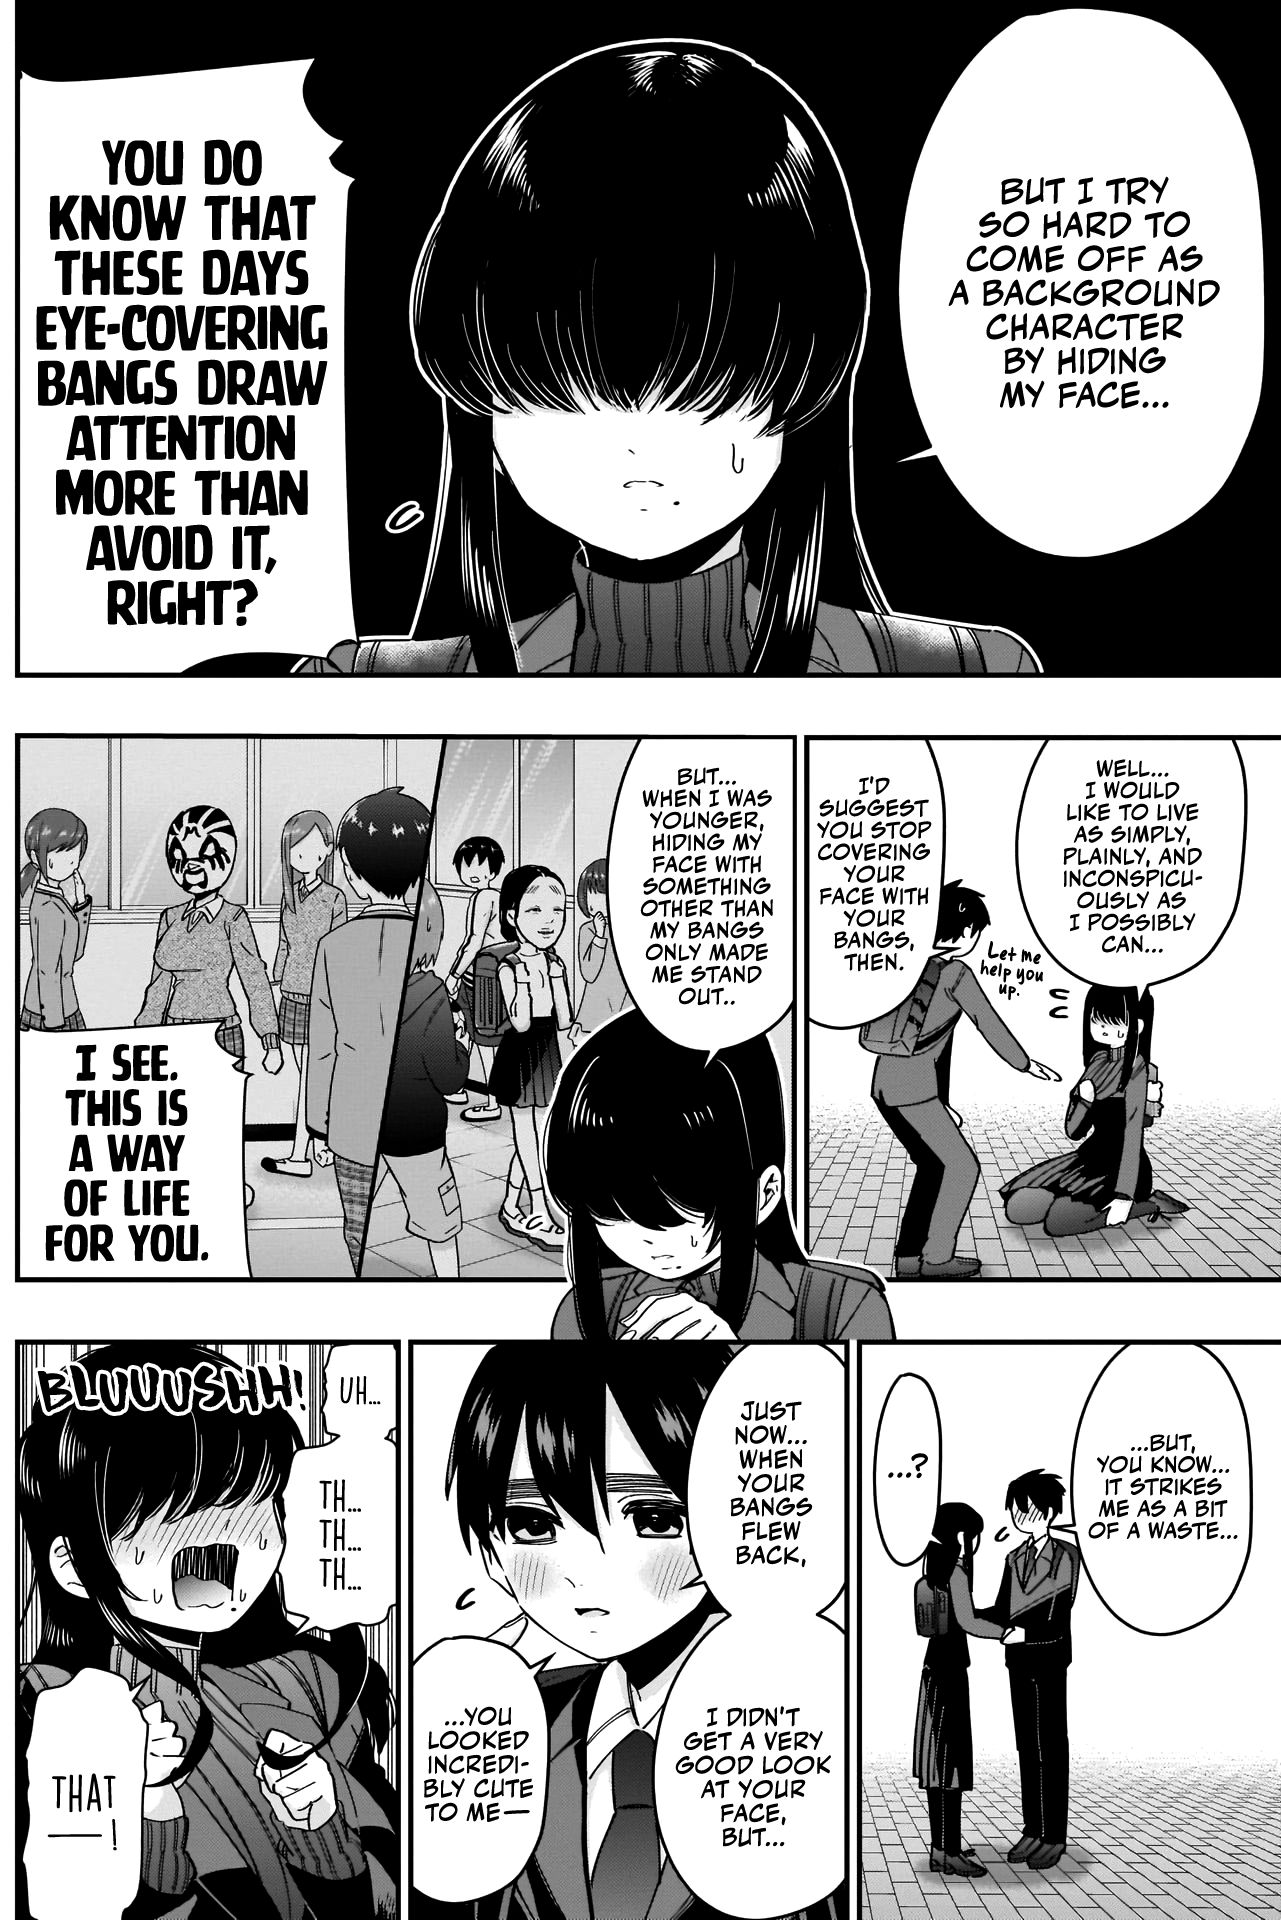 BUT I TRY
SO HARD TO
COME OFF AS
A BACKGROUND
CHARACTER
BY HIDING
MY FACE...
YOU DO
KNOW THAT
THESE DAYS
EYE-COVERING
BANGS DRAW
ATTENTION
MORE THAN
AVOID IT,
RIGHT?
WELL...
I WOULD
LIKE TO LIVE
AS SIMPLY,
PLAINLY, AND
INCONSPICU-
OUSLY AS
I POSSIBLY
CAN...
Let me
help you
up.
I'D
SUGGEST
YOU STOP
COVERING
YOUR
FACE WITH
YOUR
BANGS,
THEN.
BUT...
WHEN I WAS
YOUNGER,
HIDING MY
FACE WITH
SOMETHING
OTHER THAN
MY BANGS
ONLY MADE
ME STAND
OUT..
I SEE.
THIS IS
A WAY
OF LIFE
FOR YOU.
...BUT,
YOU KNOW...
IT STRIKES
ME AS A BIT
OF A WASTE...
...?
JUST
NOW...
WHEN
YOUR
BANGS
FLEW
BACK,
I DIDN'T
GET A VERY
GOOD LOOK
AT YOUR
FACE,
BUT...
...YOU
LOOKED
INCREDI-
BLY CUTE
TO ME—
BLUUUSHH!
UH...
TH...
TH...
TH...
THAT
—!